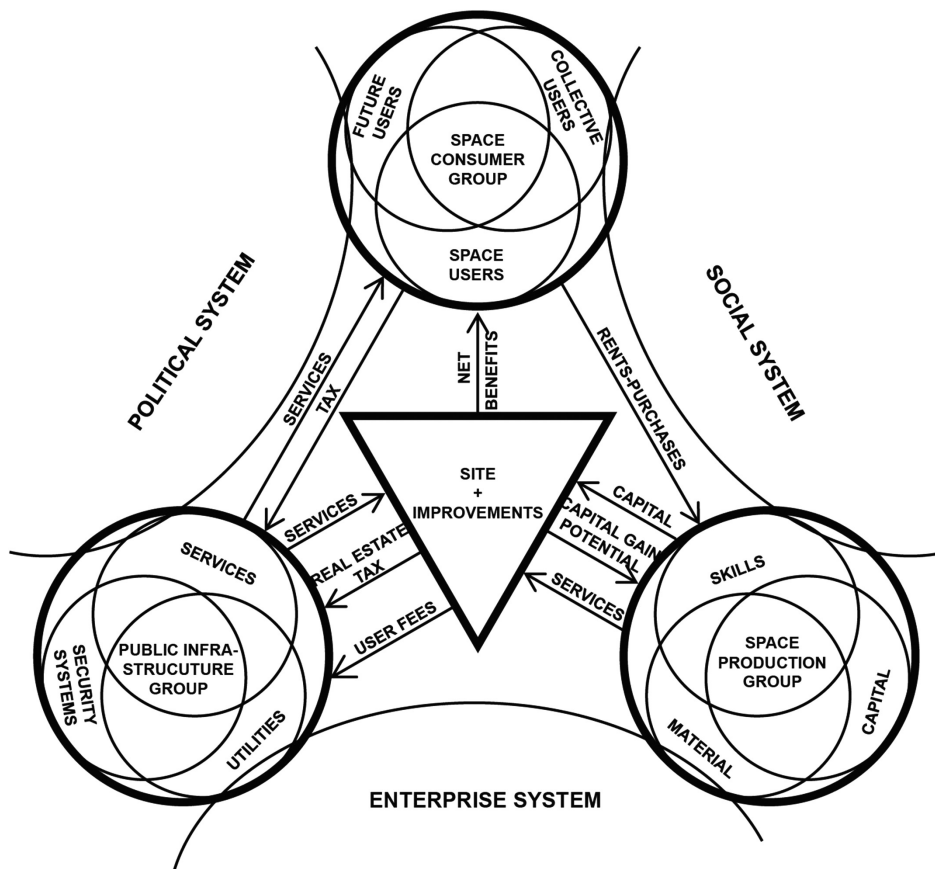 FUTURE
USERS
COLLECTIVE
USERS
SPACE
CONSUMER
GROUP
SPACE
USERS
POLITICAL SYSTEM
SOCIAL SYSTEM
SERVICES
TAX
NET
BENEFITS
RENTS-PURCHASES
SITE
+
IMPROVEMENTS
SERVICES
REAL ESTATE
TAX
USER FEES
CAPITAL
CAPITAL GAIN
POTENTIAL
SERVICES
SERVICES
SECURITY
SYSTEMS
PUBLIC INFRA-
STRUCUTURE
GROUP
UTILITIES
SKILLS
SPACE
PRODUCTION
GROUP
CAPITAL
MATERIAL
ENTERPRISE SYSTEM